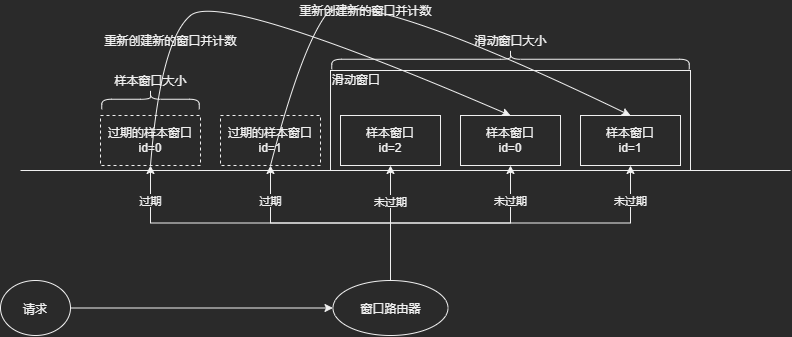 重新创建新的窗口并计数
重新创建新的窗口并计数
滑动窗口大小
样本窗口大小
滑动窗口
过期的样本窗口
id=0
过期的样本窗口
id=1
样本窗口
id=2
样本窗口
id=0
样本窗口
id=1
过期
过期
未过期
未过期
未过期
请求
窗口路由器